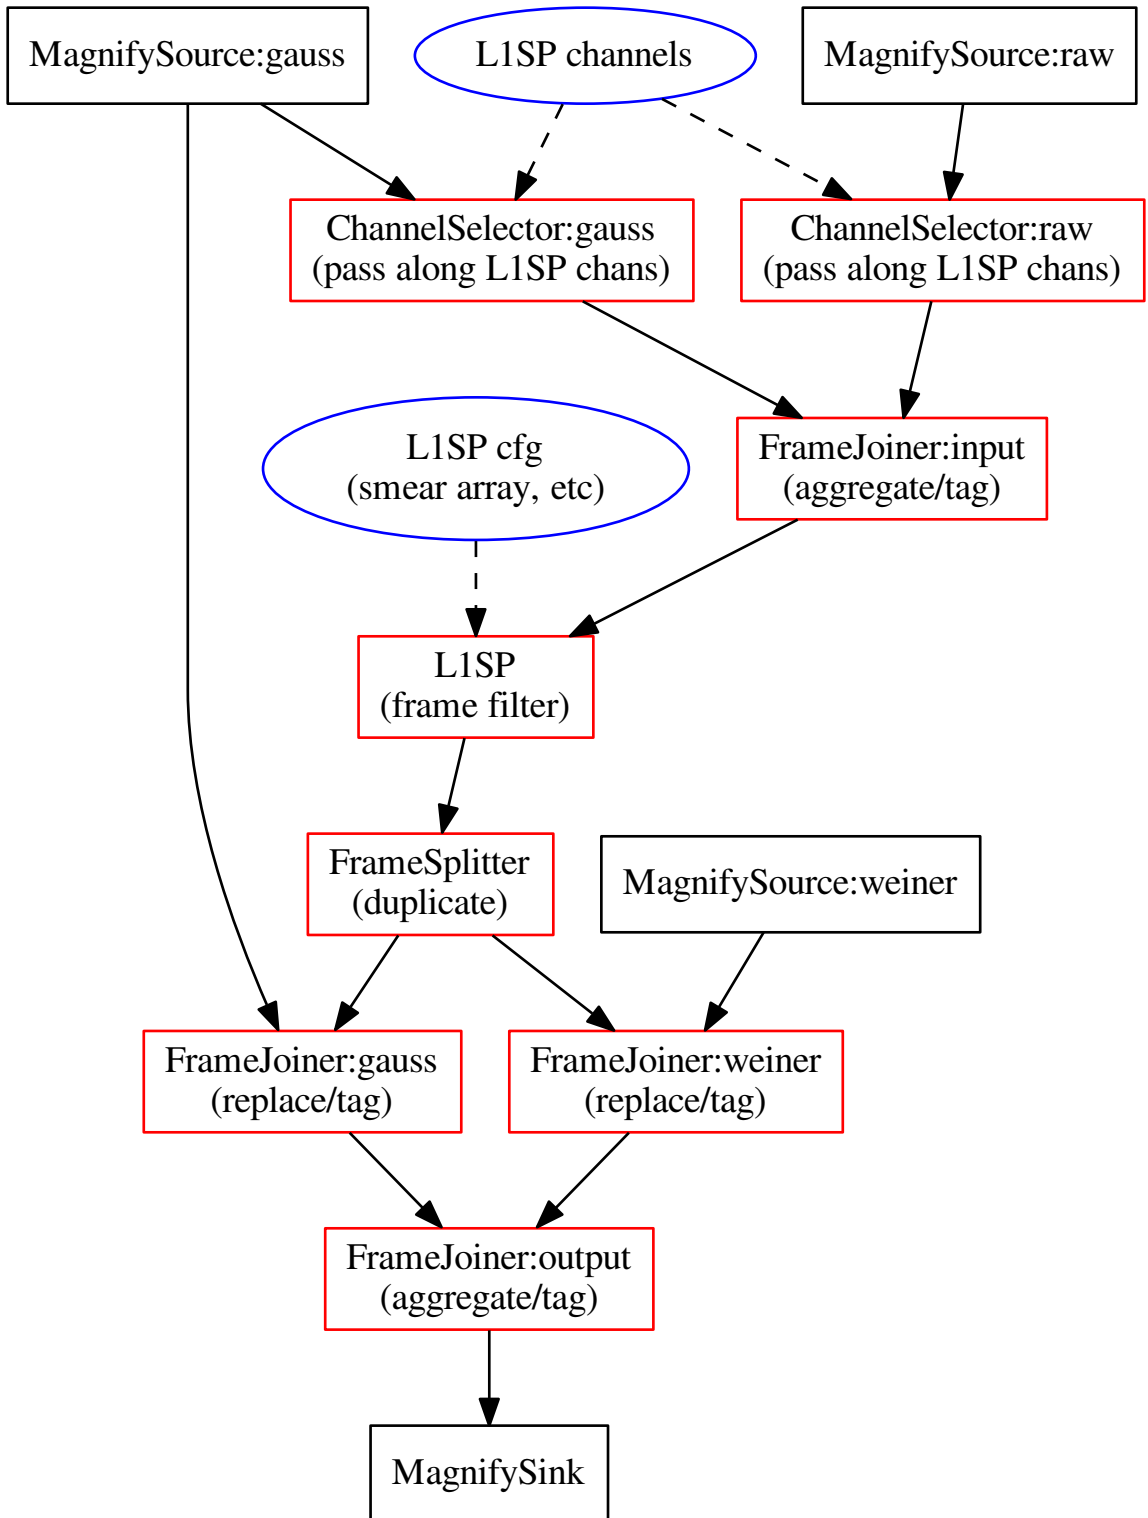 MagnifySource:gauss
L1SP channels
MagnifySource:raw
ChannelSelector:gauss
(pass along L1SP chans)
ChannelSelector:raw
(pass along L1SP chans)
FrameJoiner:input
(aggregate/tag)
L1SP cfg
(smear array, etc)
L1SP
(frame filter)
FrameSplitter
(duplicate)
MagnifySource:weiner
FrameJoiner:gauss
(replace/tag)
FrameJoiner:weiner
(replace/tag)
FrameJoiner:output
(aggregate/tag)
MagnifySink